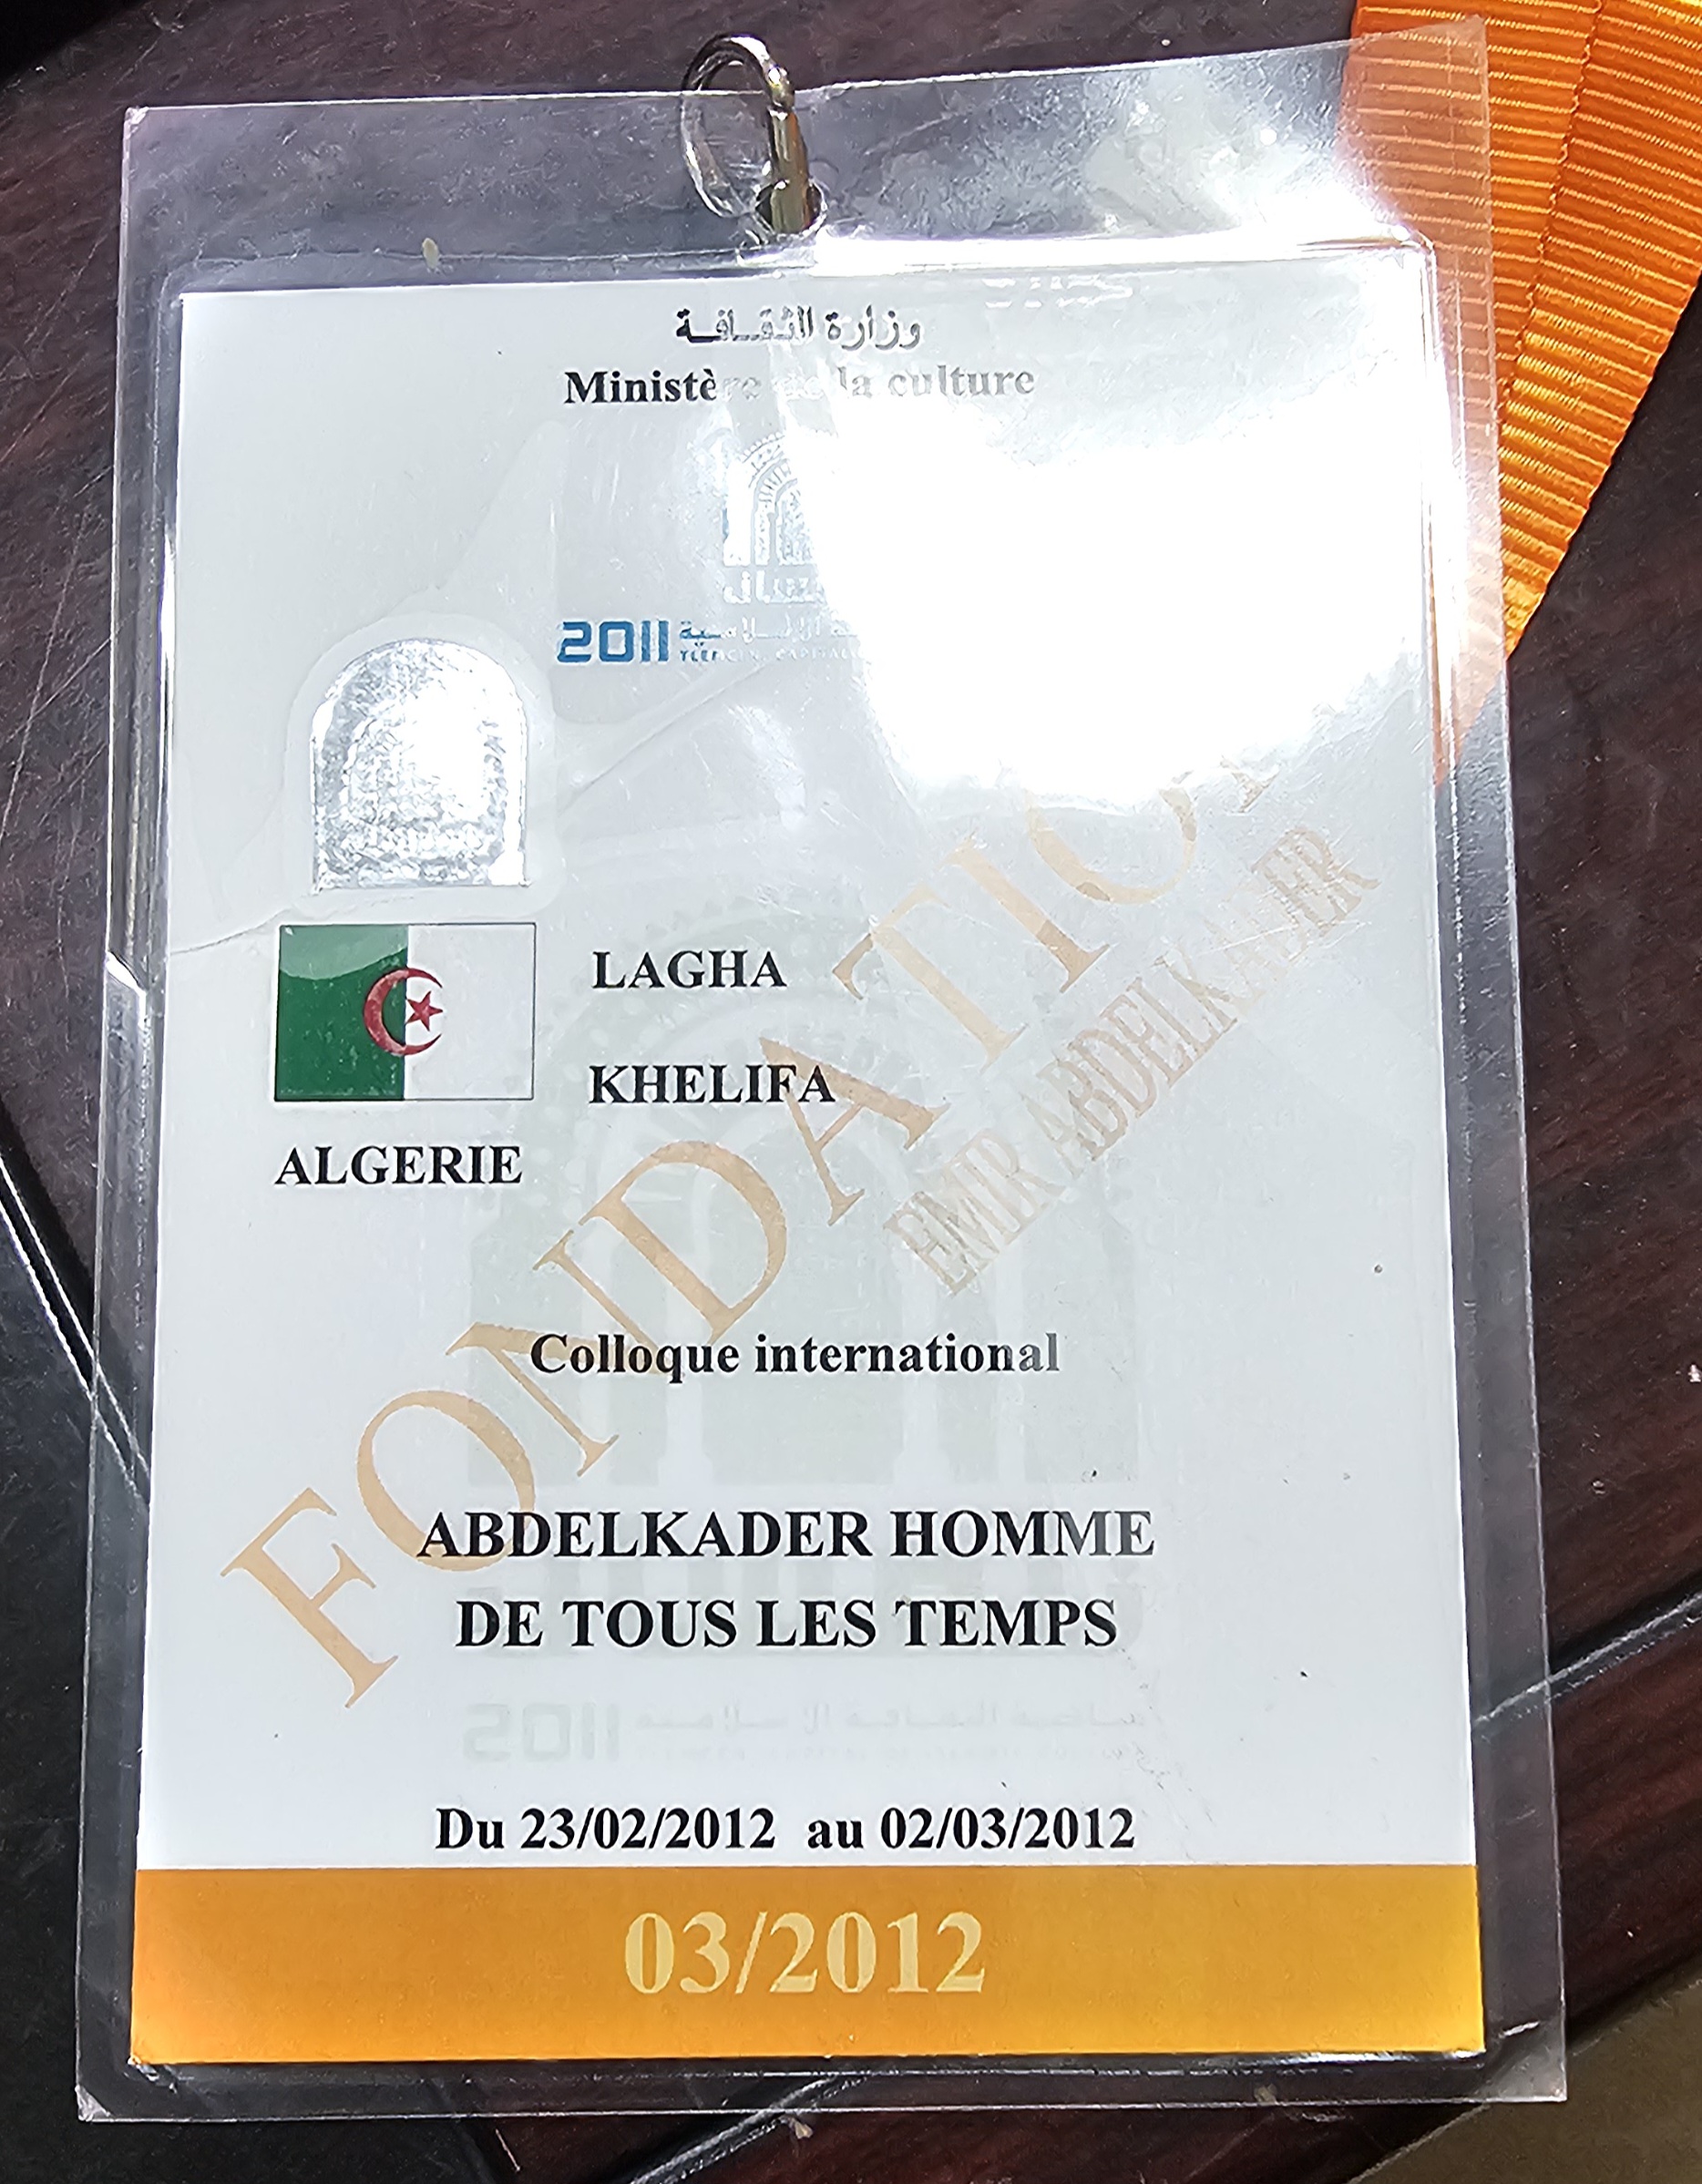 وزارة الثقافة
Ministère de la culture
2011
LAGHA
KHELIFA
ALGERIE
FONDATION
EMIR ABDELKADER
Colloque international
ABDELKADER HOMME
DE TOUS LES TEMPS
2011
Du 23/02/2012 au 02/03/2012
03/2012